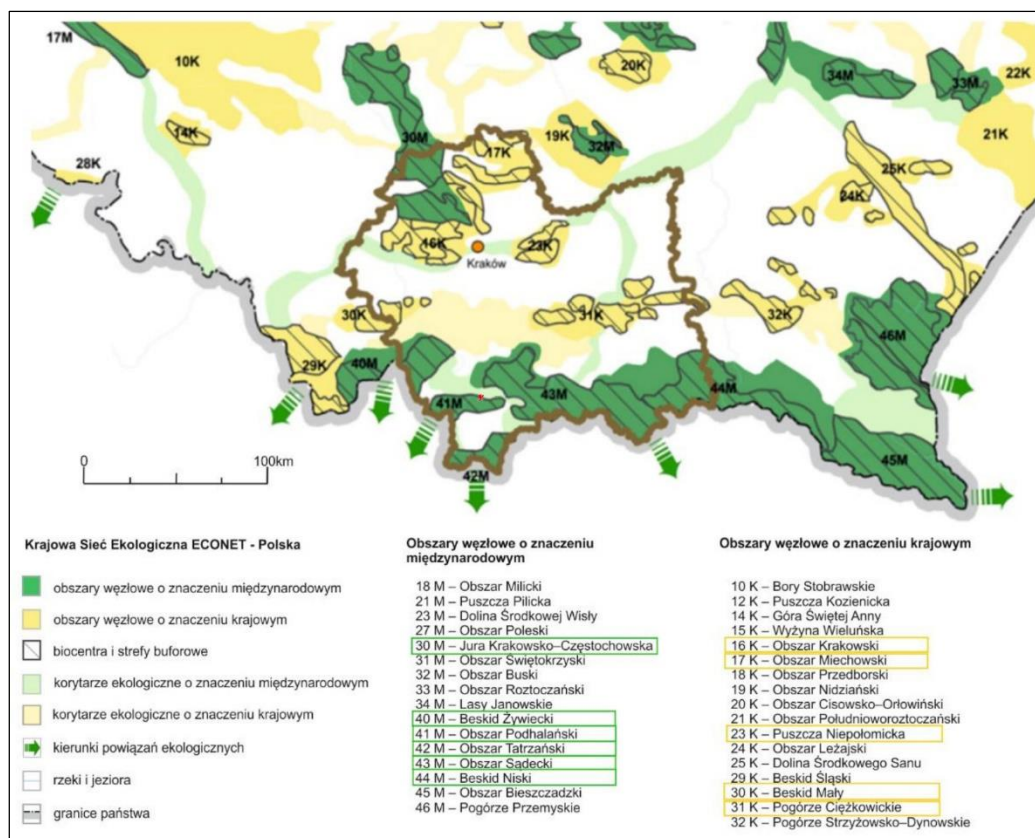 17M
10K
20K
34M
33M
22K
14K
30M
17K
19K
32M
21K
28K
25K
24K
16K
23K
Kraków
30K
31K
32K
46M
29K
40M
41M
43M
44M
45M
42M
0
100km
Krajowa Sieć Ekologiczna ECONET - Polska
obszary węzłowe o znaczeniu międzynarodowym
obszary węzłowe o znaczeniu krajowym
biocentra i strefy buforowe
korytarze ekologiczne o znaczeniu międzynarodowym
korytarze ekologiczne o znaczeniu krajowym
kierunki powiązań ekologicznych
rzeki i jeziora
granice państwa
Obszary węzłowe o znaczeniu
międzynarodowym
18 M – Obszar Milicki
21 M – Puszcza Pilicka
23 M – Dolina Środkowej Wisły
27 M – Obszar Poleski
30 M – Jura Krakowsko–Częstochowska
31 M – Obszar Świętokrzyski
32 M – Obszar Buski
33 M – Obszar Roztoczański
34 M – Lasy Janowskie
40 M – Beskid Żywiecki
41 M – Obszar Podhalański
42 M – Obszar Tatrzański
43 M – Obszar Sądecki
44 M – Beskid Niski
45 M – Obszar Bieszczadzki
46 M – Pogórze Przemyskie
Obszary węzłowe o znaczeniu krajowym
10 K – Bory Stobrawskie
12 K – Puszcza Kozienicka
14 K – Góra Świętej Anny
15 K – Wyżyna Wieluńska
16 K – Obszar Krakowski
17 K – Obszar Miechowski
18 K – Obszar Przedborski
19 K – Obszar Nidziański
20 K – Obszar Cisowsko–Orłowiński
21 K – Obszar Południoworoztoczański
23 K – Puszcza Niepołomicka
24 K – Obszar Leżajski
25 K – Dolina Środkowego Sanu
29 K – Beskid Śląski
30 K – Beskid Mały
31 K – Pogórze Ciężkowickie
32 K – Pogórze Strzyżowsko–Dynowskie